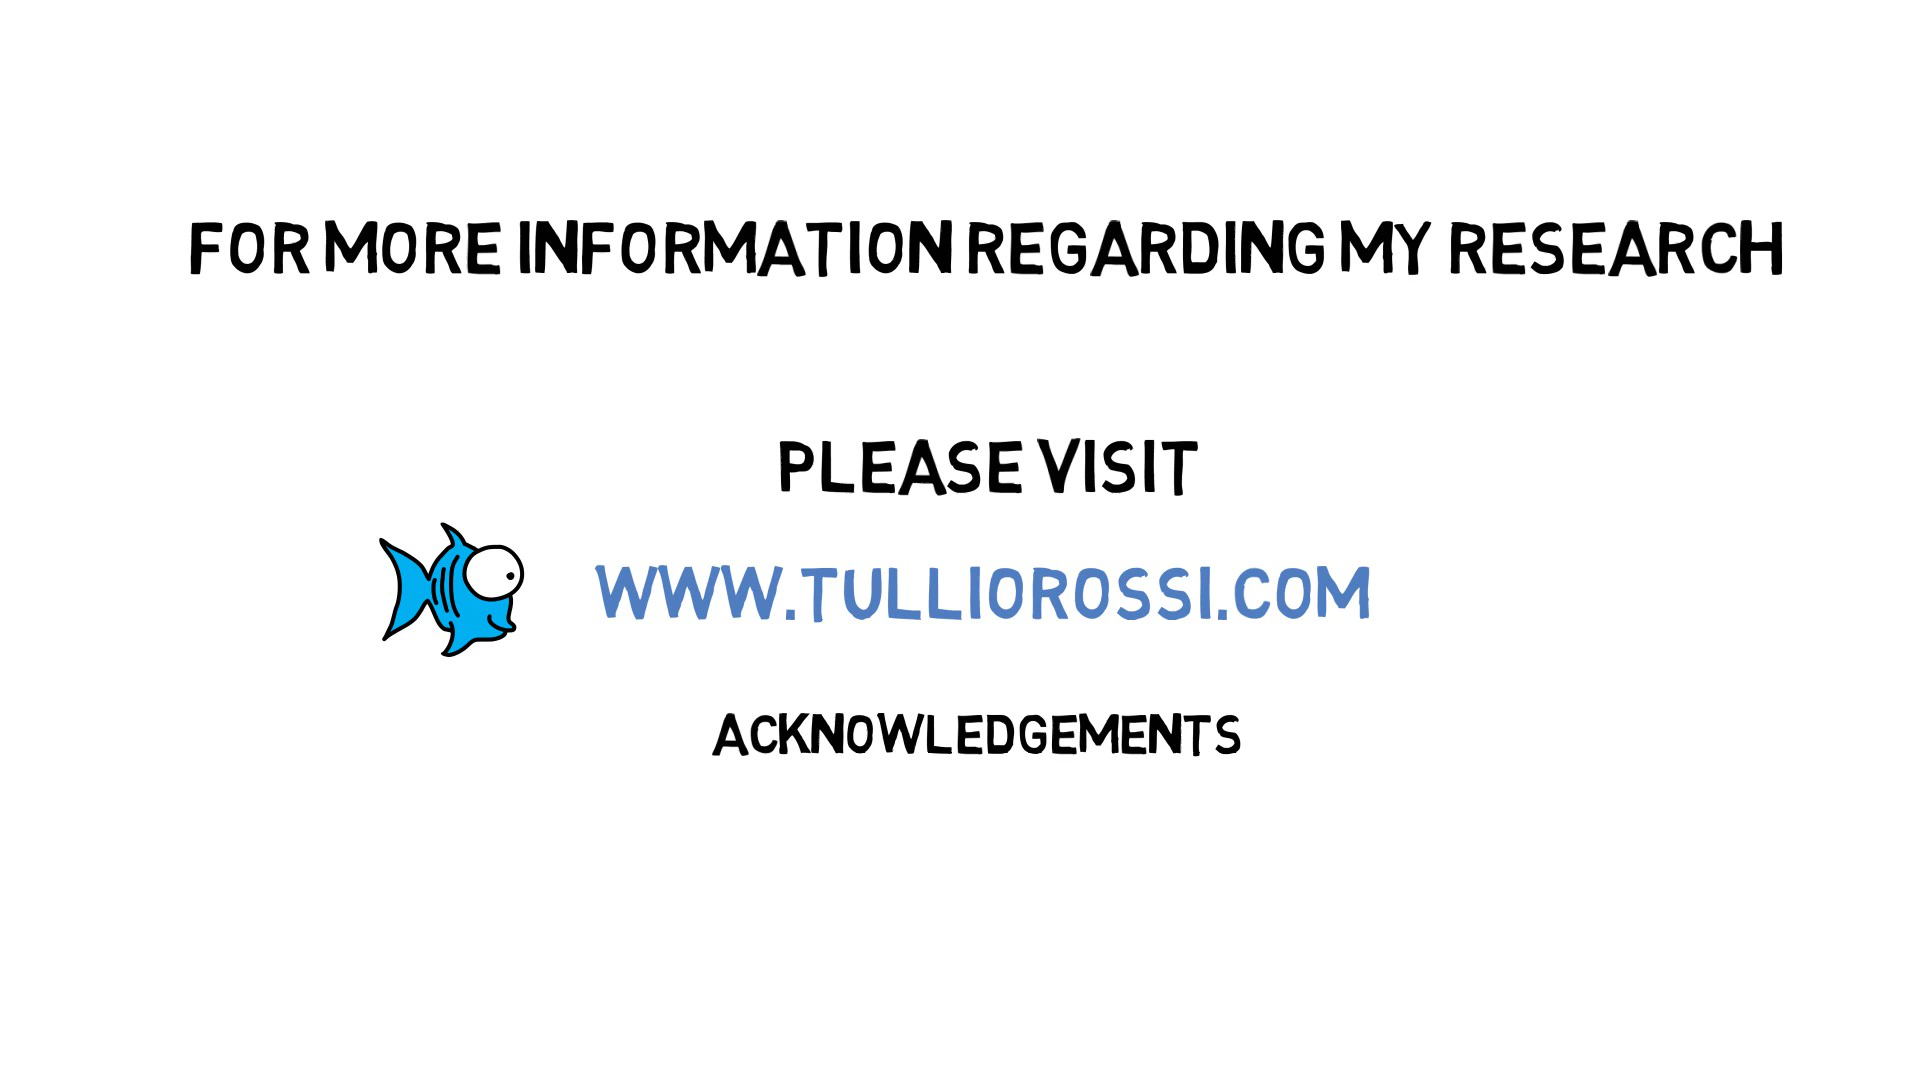 FOR MORE INFORMATION REGARDING MY RESEARCH
PLEASE VISIT
WWW.TULLIOROSSI.COM
ACKNOWLEDGEMENTS